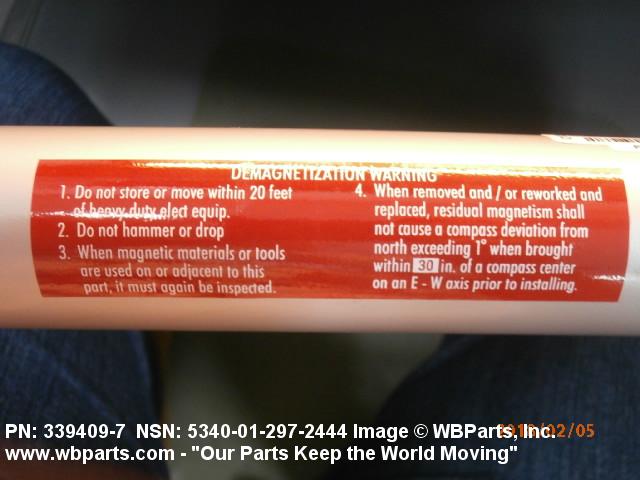 DEMAGNETIZATION WARNING
1. Do not store or move within 20 feet
of heavy duty elect equip.
2. Do not hammer or drop
3. When magnetic materials or tools
are used on or adjacent to this
part, it must again be inspected.
4. When removed and / or reworked and
replaced, residual magnetism shall
not cause a compass deviation from
north exceeding 1° when brought
within 30 in. of a compass center
on an E - W axis prior to installing.
PN: 339409-7 NSN: 5340-01-297-2444 Image © WBParts, Inc.
www.wbparts.com - "Our Parts Keep the World Moving"